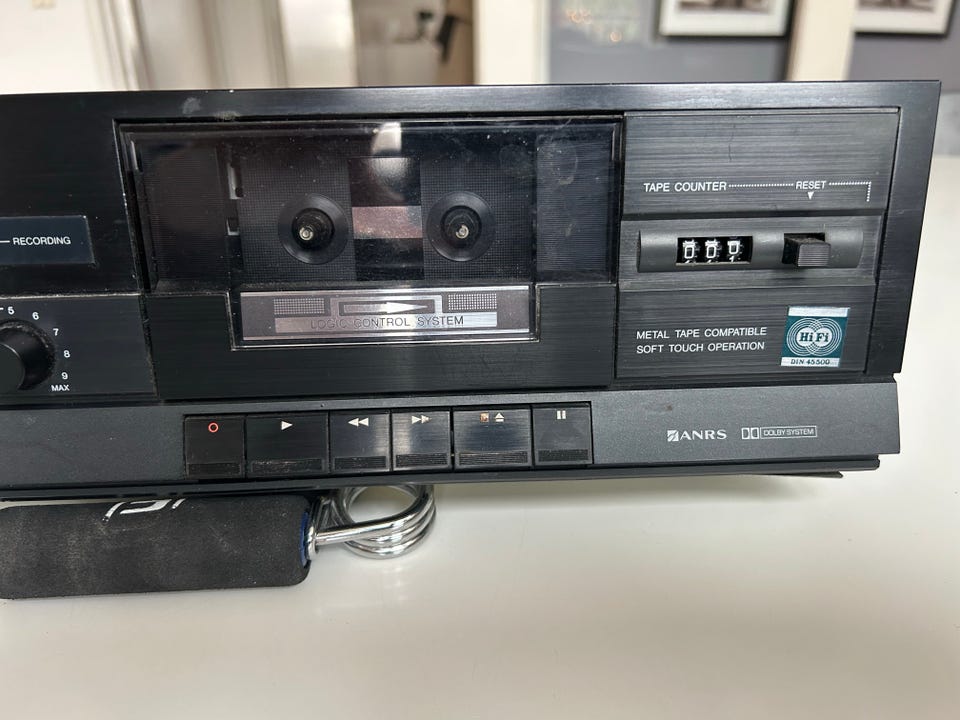 TAPE COUNTER RESET
RECORDING
000
5
6
7
8
9
MAX
LOGIC CONTROL SYSTEM
METAL TAPE COMPATIBLE
SOFT TOUCH OPERATION
Hi Fi
DIN 45500
ANRS DOLBY SYSTEM